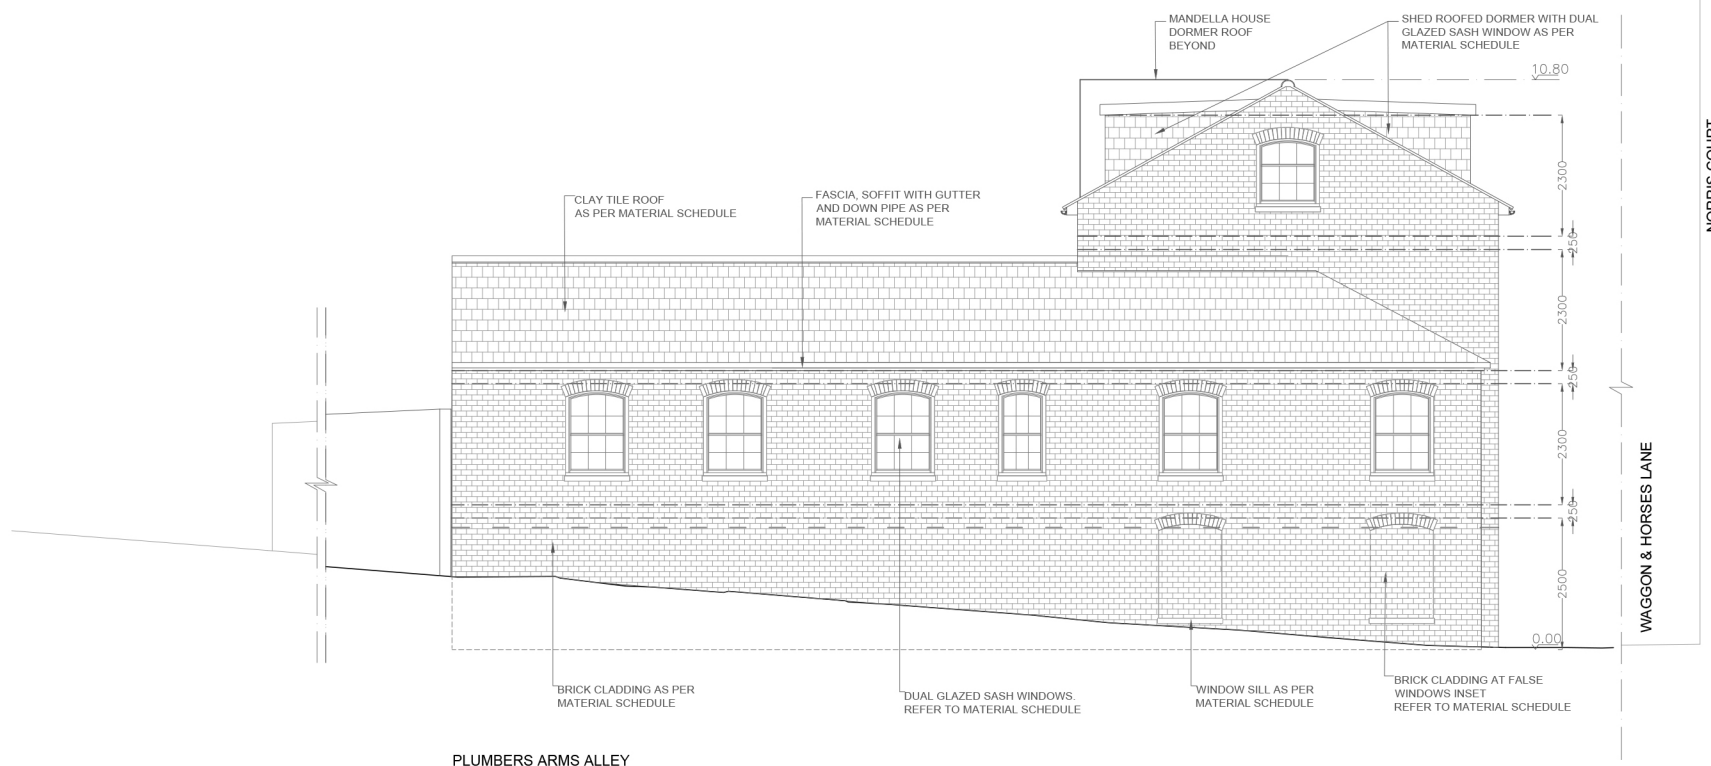 MANDELLA HOUSE
DORMER ROOF
BEYOND
SHED ROOFED DORMER WITH DUAL
GLAZED SASH WINDOW AS PER
MATERIAL SCHEDULE
10.80
NORRIS COURT
2300
CLAY TILE ROOF
AS PER MATERIAL SCHEDULE
FASCIA, SOFFIT WITH GUTTER
AND DOWN PIPE AS PER
MATERIAL SCHEDULE
250
2300
250
2300
250
2500
0.00
WAGGON & HORSES LANE
BRICK CLADDING AS PER
MATERIAL SCHEDULE
DUAL GLAZED SASH WINDOWS.
REFER TO MATERIAL SCHEDULE
WINDOW SILL AS PER
MATERIAL SCHEDULE
BRICK CLADDING AT FALSE
WINDOWS INSET
REFER TO MATERIAL SCHEDULE
PLUMBERS ARMS ALLEY